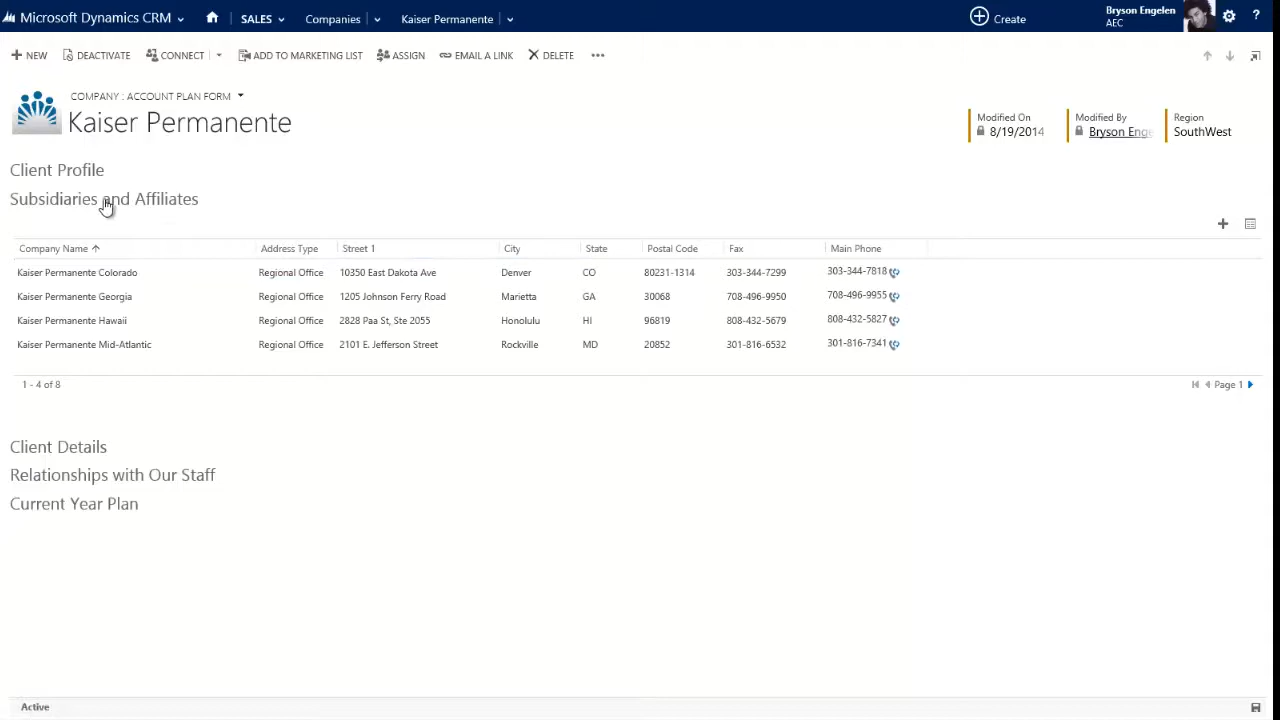 Microsoft Dynamics CRM SALES Companies Kaiser Permanente Create Bryson Engelen ?
AEC
NEW DEACTIVATE CONNECT ADD TO MARKETING LIST ASSIGN EMAIL A LINK DELETE ...
COMPANY : ACCOUNT PLAN FORM
Kaiser Permanente
Modified On Modified By Region
8/19/2014 Bryson Enge SouthWest
Client Profile
Subsidiaries and Affiliates
Company Name Address Type Street 1 City State Postal Code Fax Main Phone
Kaiser Permanente Colorado Regional Office 10350 East Dakota Ave Denver CO 80231-1314 303-344-7299 303-344-7818
Kaiser Permanente Georgia Regional Office 1205 Johnson Ferry Road Marietta GA 30068 708-496-9950 708-496-9955
Kaiser Permanente Hawaii Regional Office 2828 Paa St, Ste 2055 Honolulu HI 96819 808-432-5679 808-432-5827
Kaiser Permanente Mid-Atlantic Regional Office 2101 E. Jefferson Street Rockville MD 20852 301-816-6532 301-816-7341
1 - 4 of 8 Page 1
Client Details
Relationships with Our Staff
Current Year Plan
Active